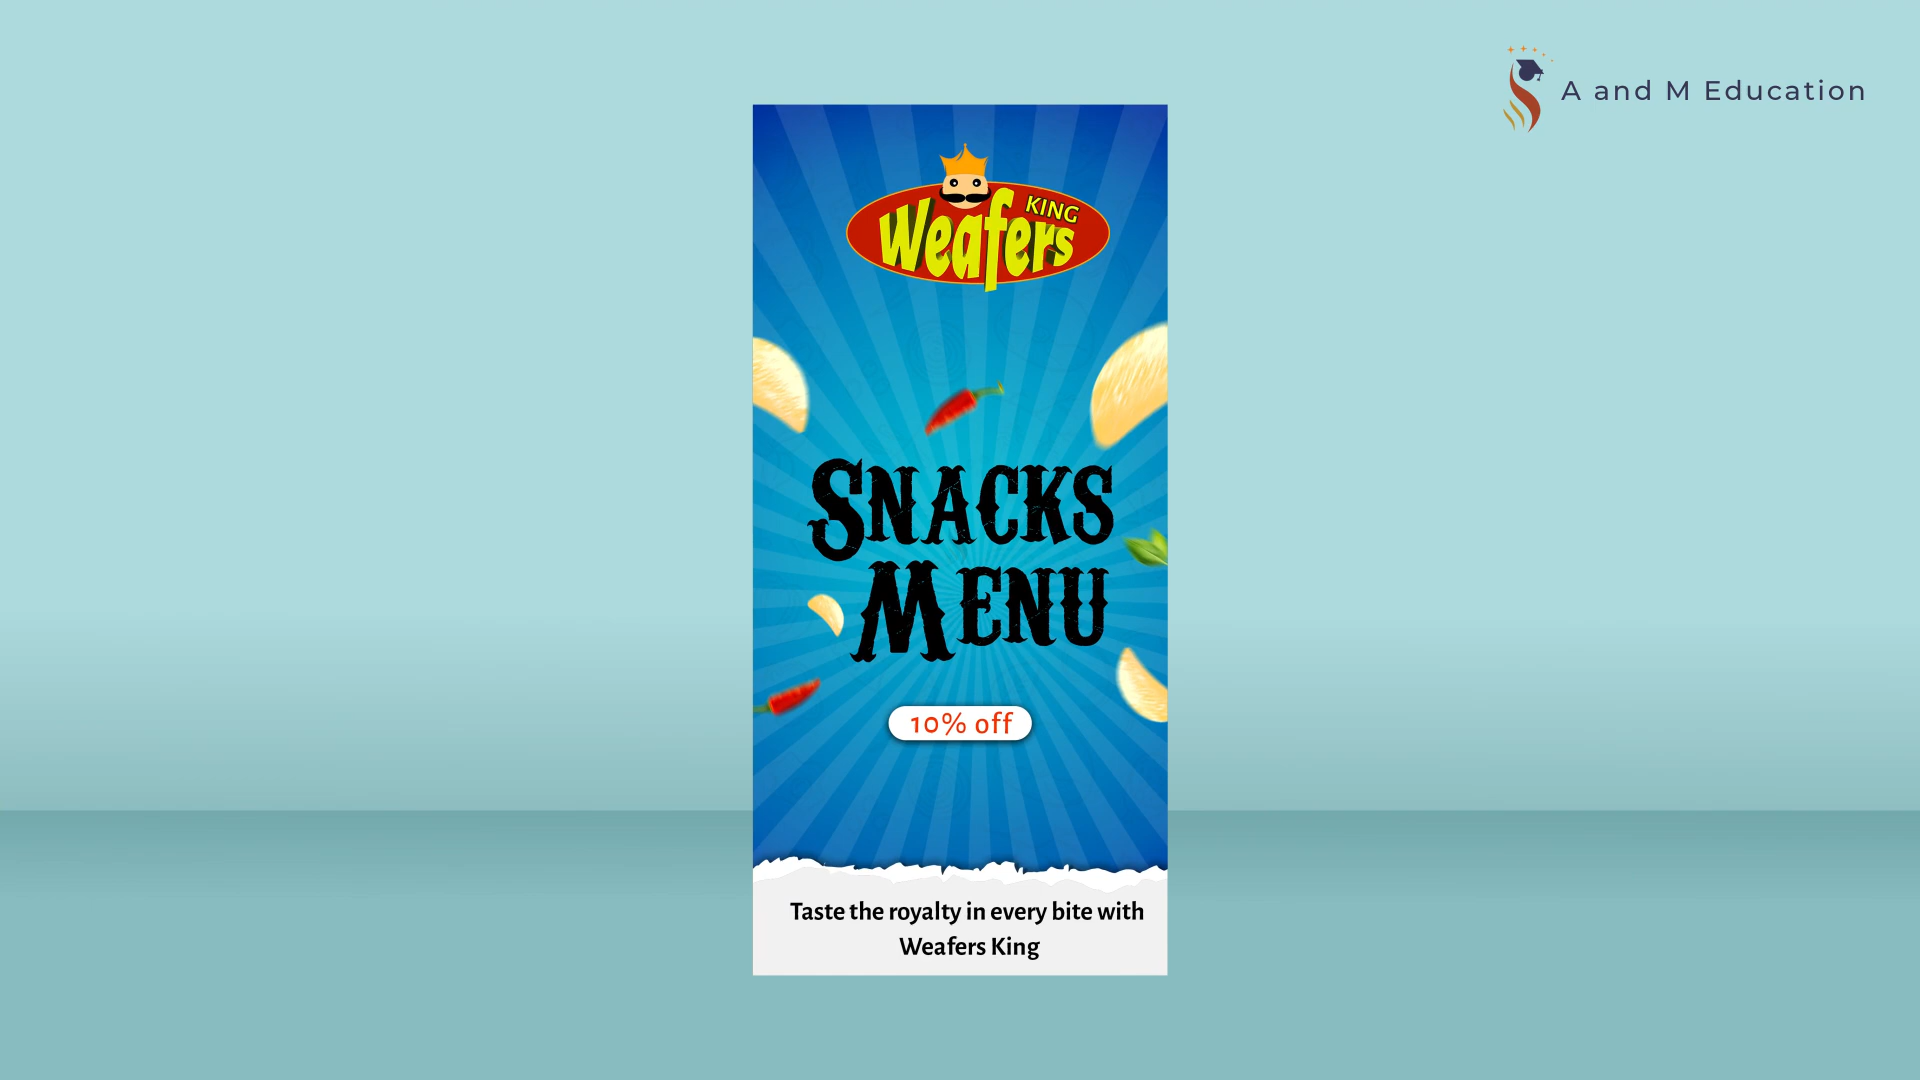 A and M Education
KING
Weafers
SNACKS
MENU
10% off
Taste the royalty in every bite with
Weafers King